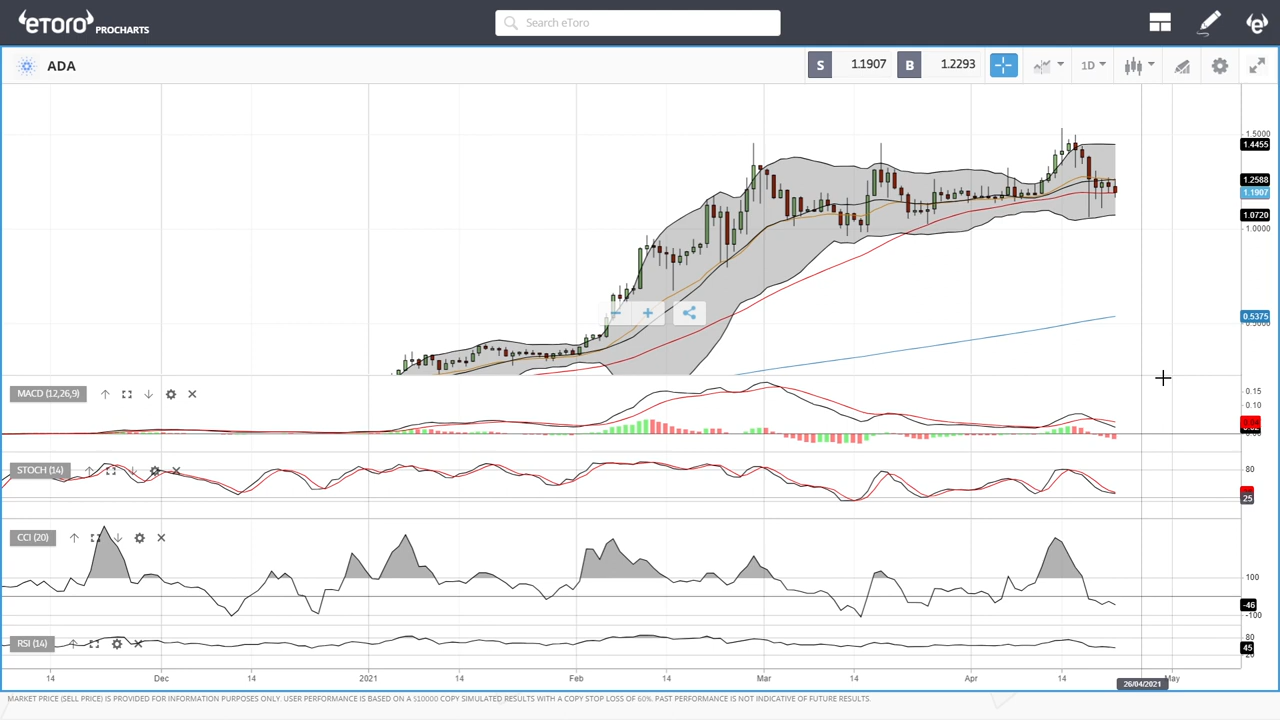 eToro PROCHARTS
Search eToro
ADA
S 1.1907 B 1.2293
1D
1.5000
1.4455
1.2588
1.1907
1.0720
1.0000
0.5375
MACD (12,26,9)
0.15
0.10
STOCH (14)
80
25
CCI (20)
100
-46
-100
RSI (14)
80
45
14 Dec 14 2021 14 Feb 14 Mar 14 Apr 14 May
26/04/2021
MARKET PRICE (SELL PRICE) IS PROVIDED FOR INFORMATION PURPOSES ONLY. USER PERFORMANCE IS BASED ON A $10000 COPY SIMULATED RESULTS WITH A COPY STOP LOSS OF 60%. PAST PERFORMANCE IS NOT INDICATIVE OF FUTURE RESULTS.